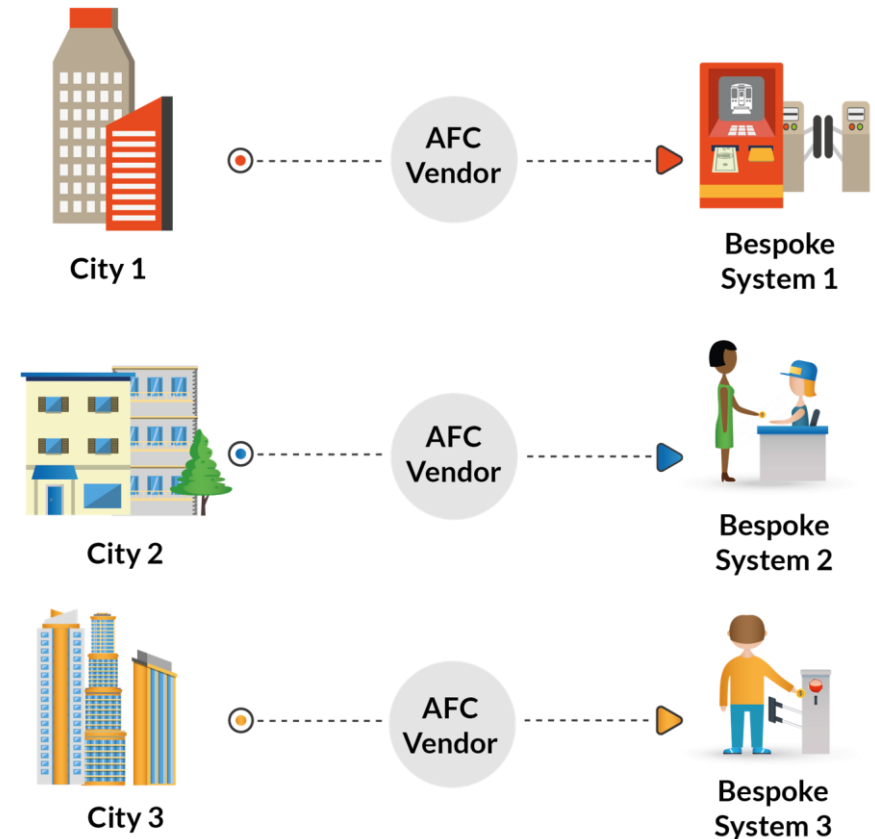 City 1
AFC
Vendor
Bespoke
System 1
City 2
AFC
Vendor
Bespoke
System 2
City 3
AFC
Vendor
Bespoke
System 3